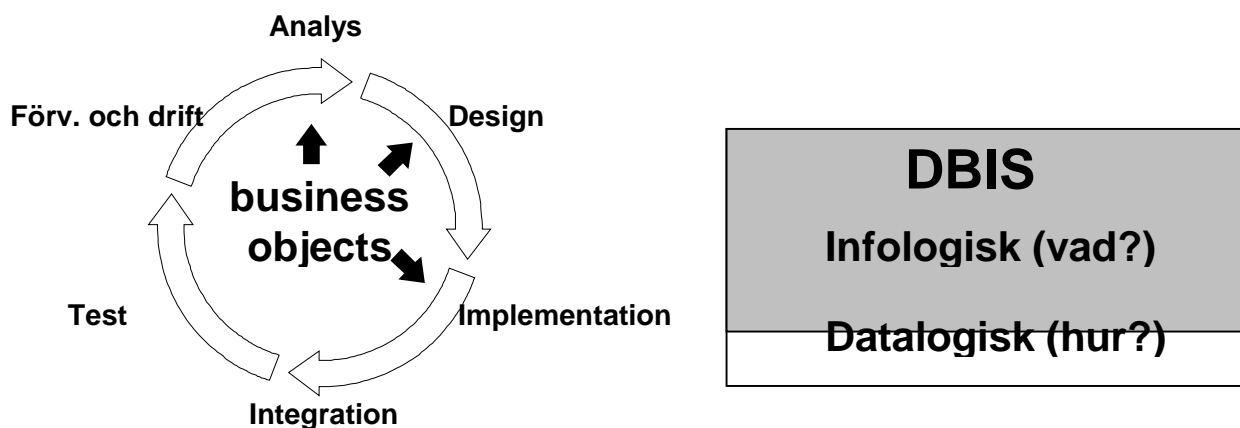 Analys
Förv. och drift
Design
business
objects
Test
Implementation
Integration
DBIS
Infologisk (vad?)
Datalogisk (hur?)